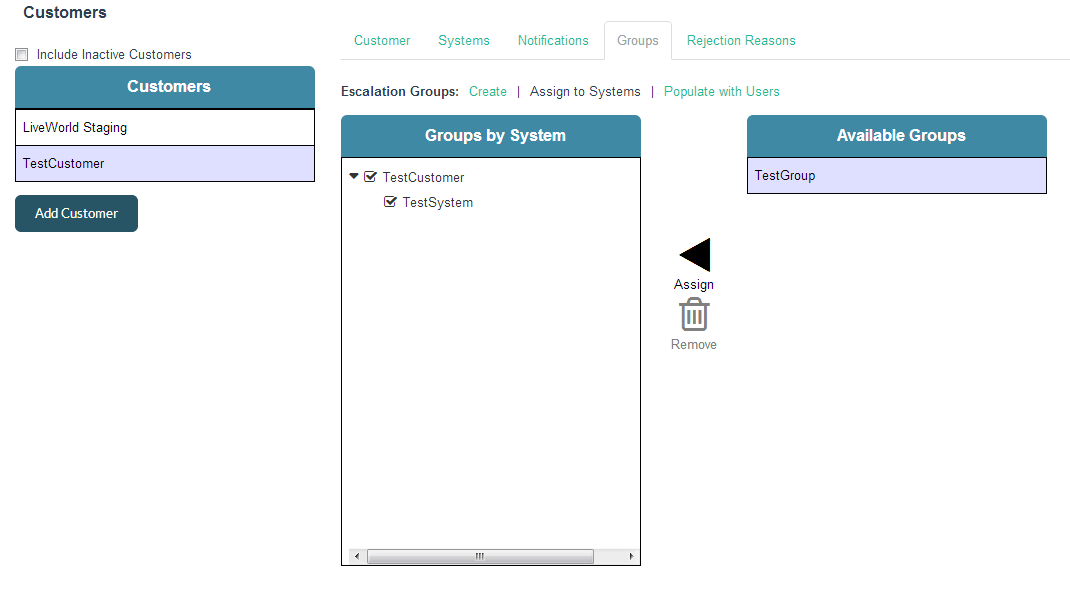 Customers
Include Inactive Customers
Customers
LiveWorld Staging
TestCustomer
Add Customer
Customer Systems Notifications Groups Rejection Reasons
Escalation Groups: Create | Assign to Systems | Populate with Users
Groups by System
TestCustomer
TestSystem
Assign
Remove
Available Groups
TestGroup